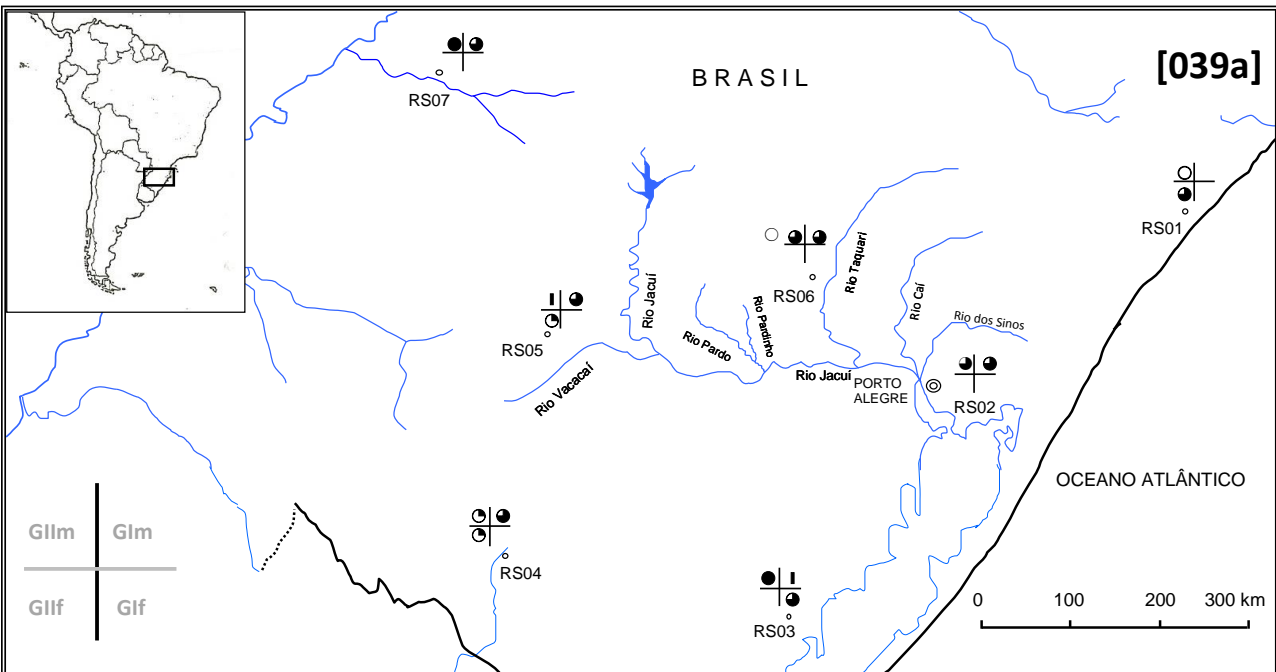 BRASIL
[039a]
RS07
RS01
Rio Taquari
RS06
Rio Caí
Rio Jacuí
Rio Pardinho
Rio dos Sinos
RS05
Rio Pardo
Rio Vacacaí
Rio Jacuí
PORTO
ALEGRE
RS02
OCEANO ATLÂNTICO
GIIm GIm
GIIf GIf
RS04
RS03
0 100 200 300 km